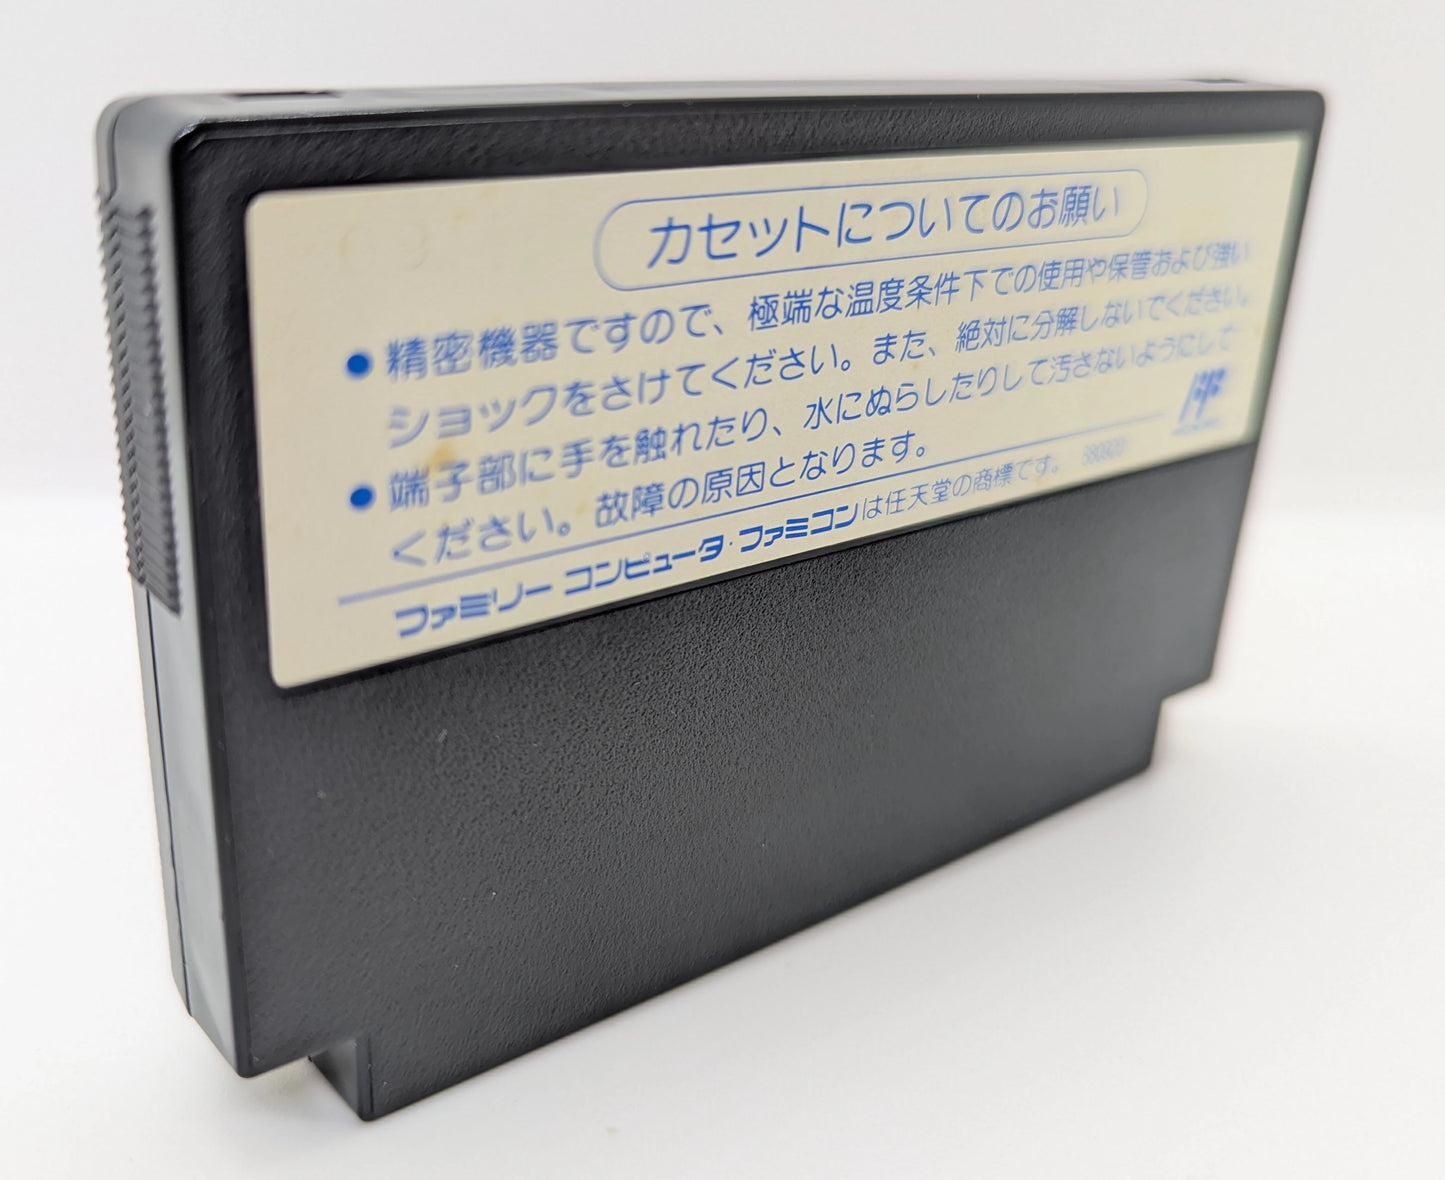 カセットについてのお願い
●精密機器ですので、極端な温度条件下での使用や保管および強い
ショックをさけてください。また、絶対に分解しないでください。
●端子部に手を触れたり、水にぬらしたりして汚さないようにして
ください。故障の原因となります。
ファミリーコンピュータ・ファミコンは任天堂の商標です。